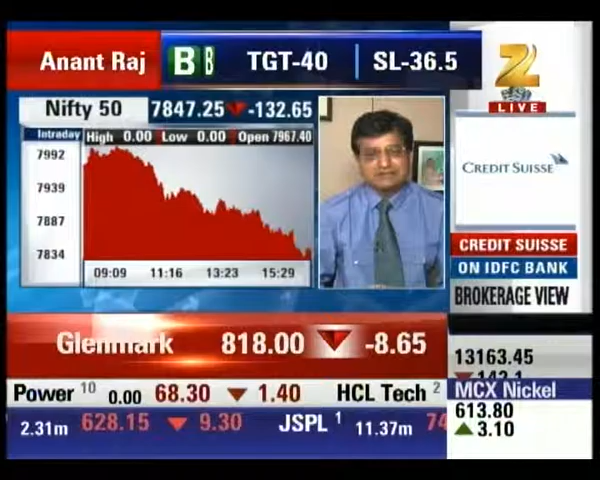 Anant Raj B B TGT-40 SL-36.5
LIVE
Nifty 50 7847.25 -132.65
Intraday High 0.00 Low 0.00 Open 7967.40
7992
7939
7887
7834
09:09 11:16 13:23 15:29
CREDIT SUISSE
CREDIT SUISSE
ON IDFC BANK
BROKERAGE VIEW
Glenmark 818.00 -8.65
13163.45
142.1
Power 10 0.00 68.30 1.40 HCL Tech 2
MCX Nickel
613.80
3.10
2.31m 628.15 9.30 JSPL 1 11.37m 74